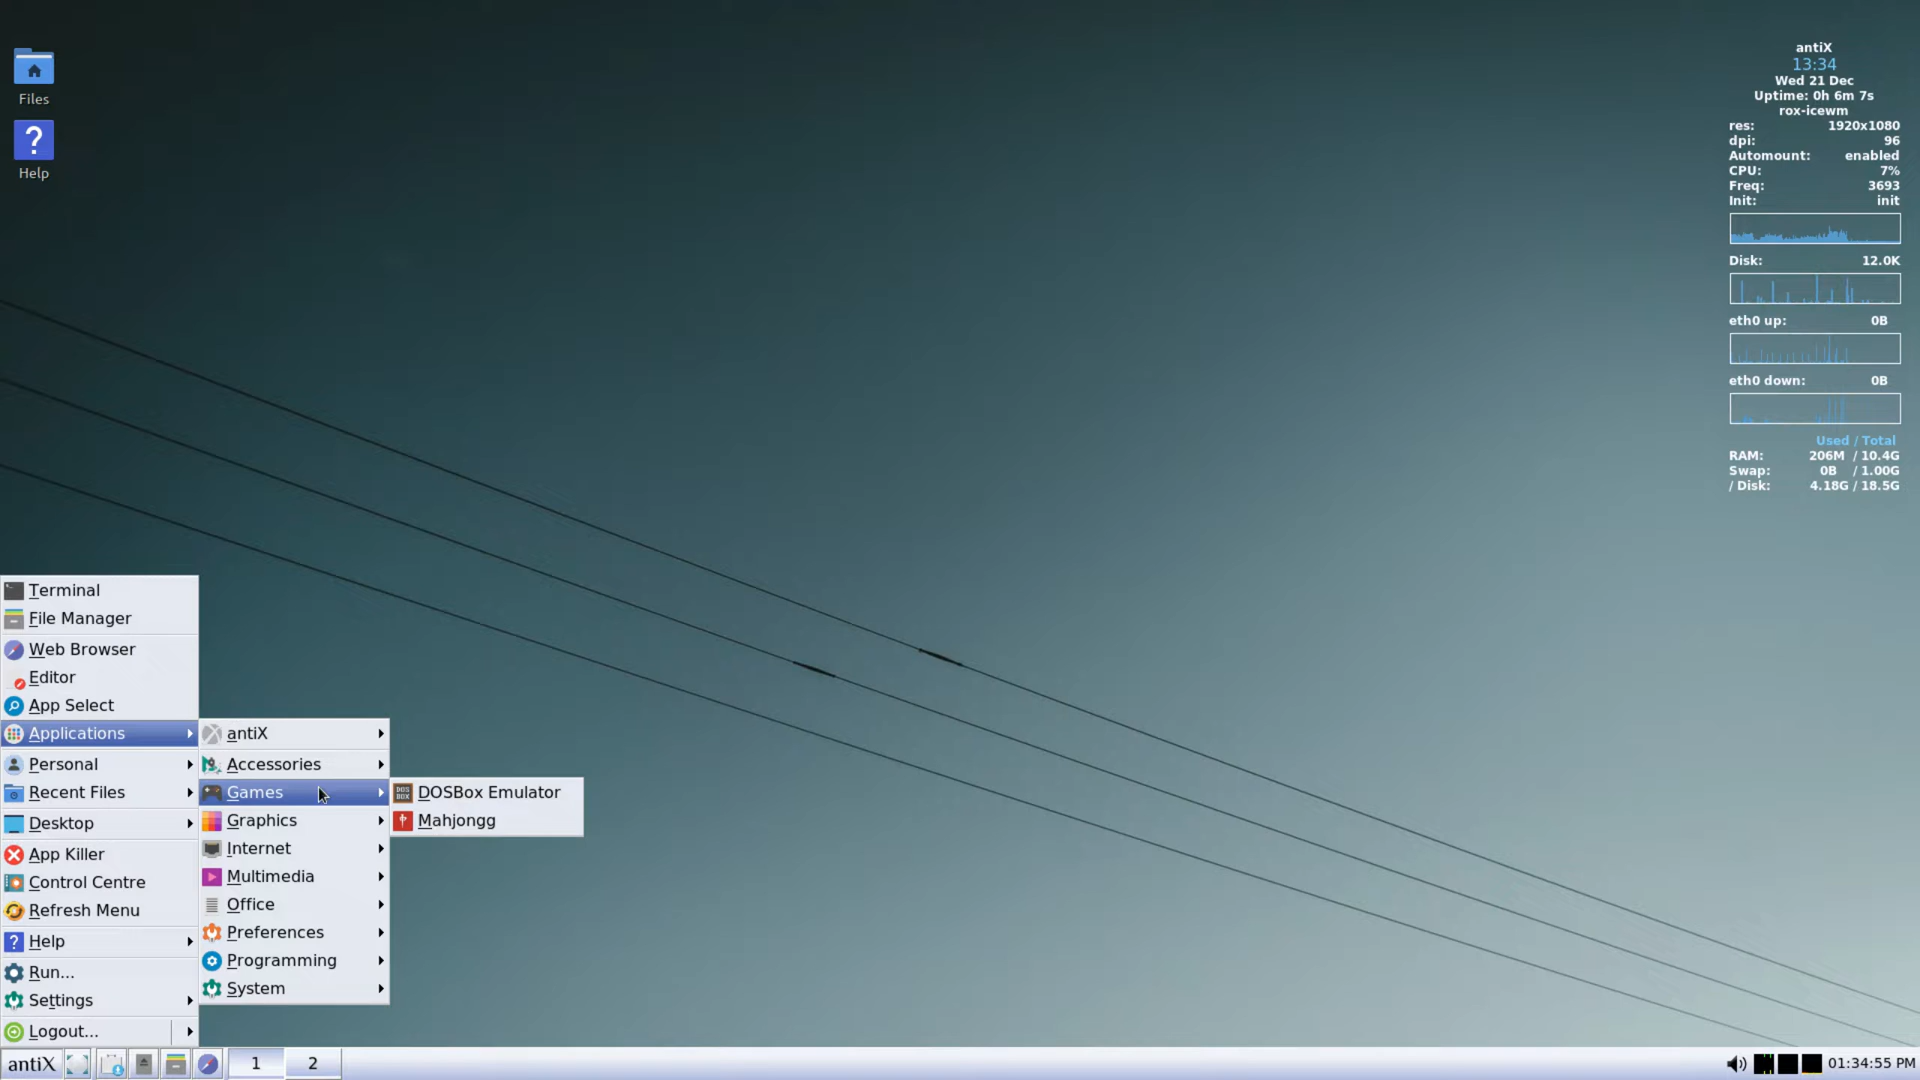 Files
Help
antiX
13:34
Wed 21 Dec
Uptime: 0h 6m 7s
rox-icewm
res: 1920x1080
dpi: 96
Automount: enabled
CPU: 7%
Freq: 3693
Init: init
Disk: 12.0K
eth0 up: 0B
eth0 down: 0B
Used / Total
RAM: 206M / 10.4G
Swap: 0B / 1.00G
/ Disk: 4.18G / 18.5G
Terminal
File Manager
Web Browser
Editor
App Select
Applications
Personal
Recent Files
Desktop
App Killer
Control Centre
Refresh Menu
Help
Run...
Settings
Logout...
antiX
Accessories
Games
Graphics
Internet
Multimedia
Office
Preferences
Programming
System
DOS BOX DOSBox Emulator
Mahjongg
antiX 1 2 01:34:55 PM